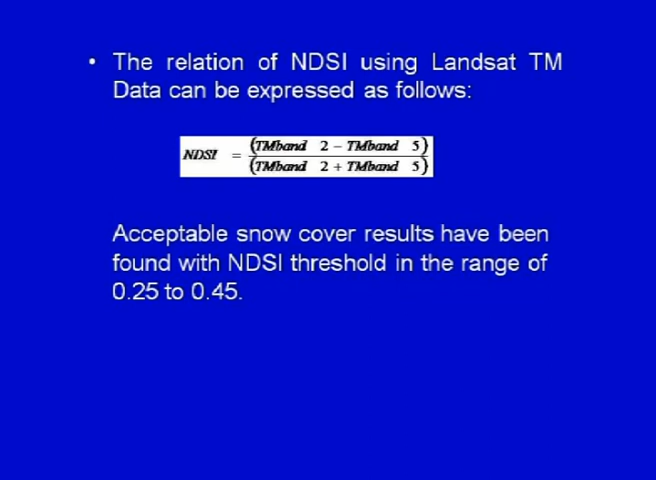 • The relation of NDSI using Landsat TM
Data can be expressed as follows:
NDSI = (TMband 2 − TMband 5)
(TMband 2 + TMband 5)
Acceptable snow cover results have been
found with NDSI threshold in the range of
0.25 to 0.45.